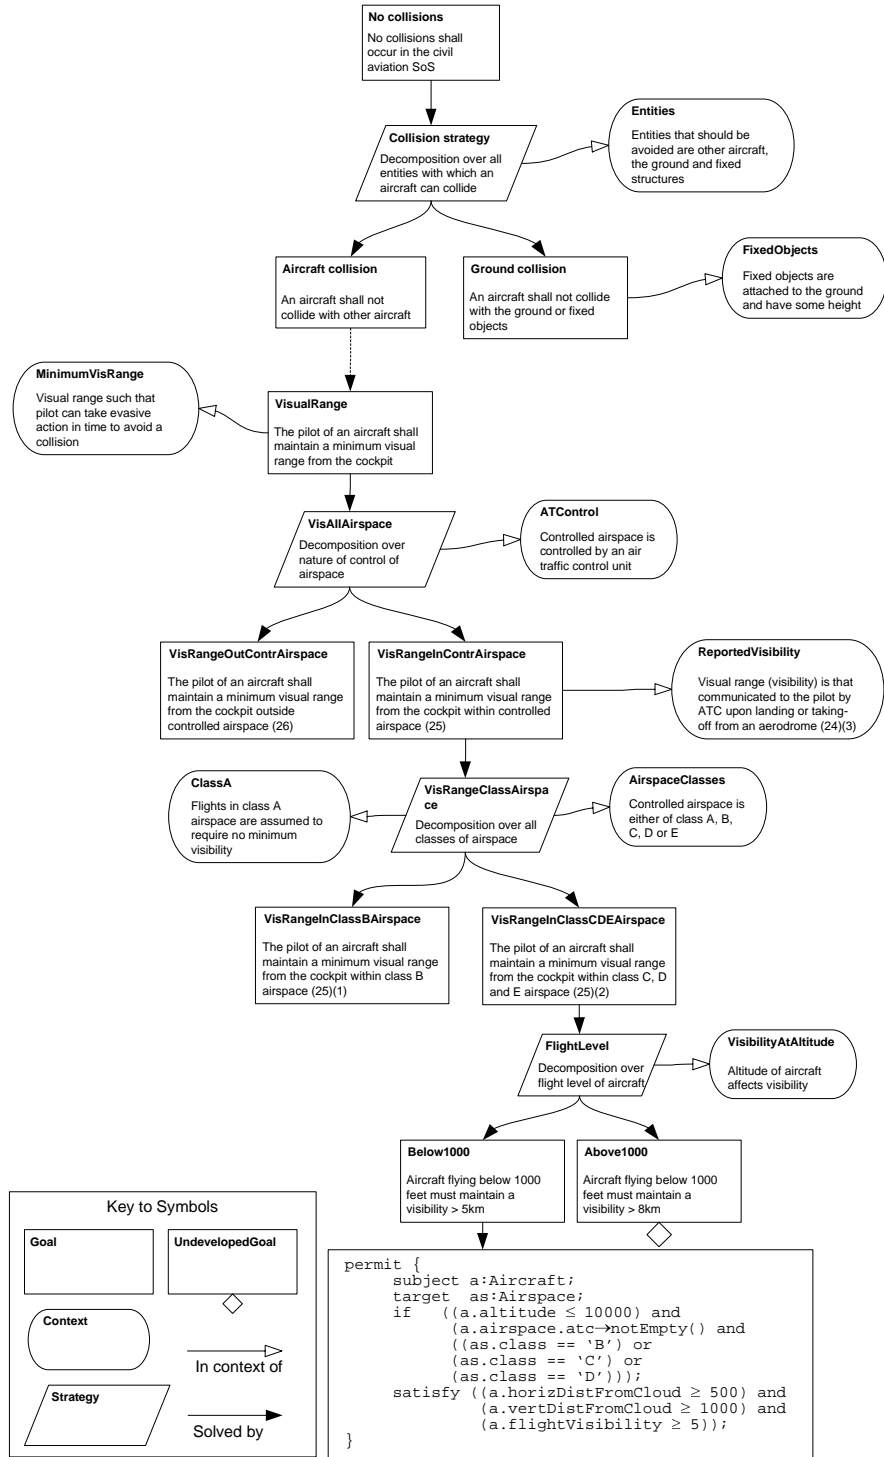 No collisions
No collisions shall
occur in the civil
aviation SoS
Collision strategy
Decomposition over all
entities with which an
aircraft can collide
Entities
Entities that should be
avoided are other aircraft,
the ground and fixed
structures
Aircraft collision
An aircraft shall not
collide with other aircraft
Ground collision
An aircraft shall not collide
with the ground or fixed
objects
FixedObjects
Fixed objects are
attached to the ground
and have some height
MinimumVisRange
Visual range such that
pilot can take evasive
action in time to avoid a
collision
VisualRange
The pilot of an aircraft shall
maintain a minimum visual
range from the cockpit
VisAllAirspace
Decomposition over
nature of control of
airspace
ATControl
Controlled airspace is
controlled by an air
traffic control unit
VisRangeOutContrAirspace
The pilot of an aircraft shall
maintain a minimum visual range
from the cockpit outside
controlled airspace (26)
VisRangeInContrAirspace
The pilot of an aircraft shall
maintain a minimum visual range
from the cockpit within controlled
airspace (25)
ReportedVisibility
Visual range (visibility) is that
communicated to the pilot by
ATC upon landing or taking-
off from an aerodrome (24)(3)
ClassA
Flights in class A
airspace are assumed to
require no minimum
visibility
VisRangeClassAirspa
ce
Decomposition over all
classes of airspace
AirspaceClasses
Controlled airspace is
either of class A, B,
C, D or E
VisRangeInClassBAirspace
The pilot of an aircraft shall
maintain a minimum visual range
from the cockpit within class B
airspace (25)(1)
VisRangeInClassCDEAirspace
The pilot of an aircraft shall
maintain a minimum visual range
from the cockpit within class C, D
and E airspace (25)(2)
FlightLevel
Decomposition over
flight level of aircraft
VisibilityAtAltitude
Altitude of aircraft
affects visibility
Below1000
Aircraft flying below 1000
feet must maintain a
visibility > 5km
Above1000
Aircraft flying below 1000
feet must maintain a
visibility > 8km
Key to Symbols
Goal
UndevelopedGoal
Context
In context of
Strategy
Solved by
permit {
subject a:Aircraft;
target as:Airspace;
if ((a.altitude ≤ 10000) and
(a.airspace.atc→notEmpty() and
((as.class == ‘B’) or
(as.class == ‘C’) or
(as.class == ‘D’)));
satisfy ((a.horizDistFromCloud ≥ 500) and
(a.vertDistFromCloud ≥ 1000) and
(a.flightVisibility ≥ 5));
}